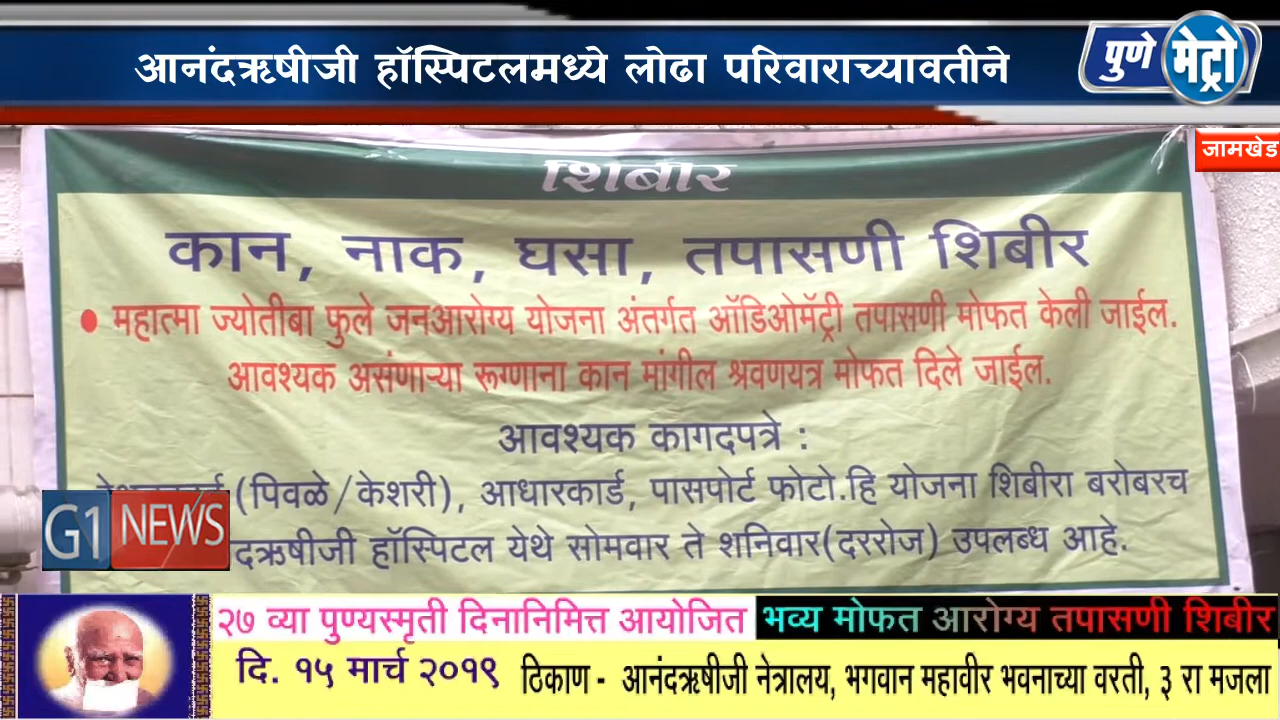 आनंदऋषीजी हॉस्पिटलमध्ये लोढा परिवाराच्यावतीने
पुणे मेट्रो
जामखेड
शिबीर
कान, नाक, घसा, तपासणी शिबीर
• महात्मा ज्योतीबा फुले जनआरोग्य योजना अंतर्गत ऑडिओमॅट्री तपासणी मोफत केली जाईल.
आवश्यक असंणाऱ्या रूग्णाना कान मांगील श्रवणयत्र मोफत दिले जाईल.
आवश्यक कागदपत्रे :
(पिवळे/केशरी), आधारकार्ड, पासपोर्ट फोटो.हि योजना शिबीरा बरोबरच
दऋषीजी हॉस्पिटल येथे सोमवार ते शनिवार(दररोज) उपलब्ध आहे.
G1 NEWS
२७ व्या पुण्यस्मृती दिनानिमित्त आयोजित भव्य मोफत आरोग्य तपासणी शिबीर
दि. १५ मार्च २०१९ ठिकाण - आनंदऋषीजी नेत्रालय, भगवान महावीर भवनाच्या वरती, ३ रा मजला